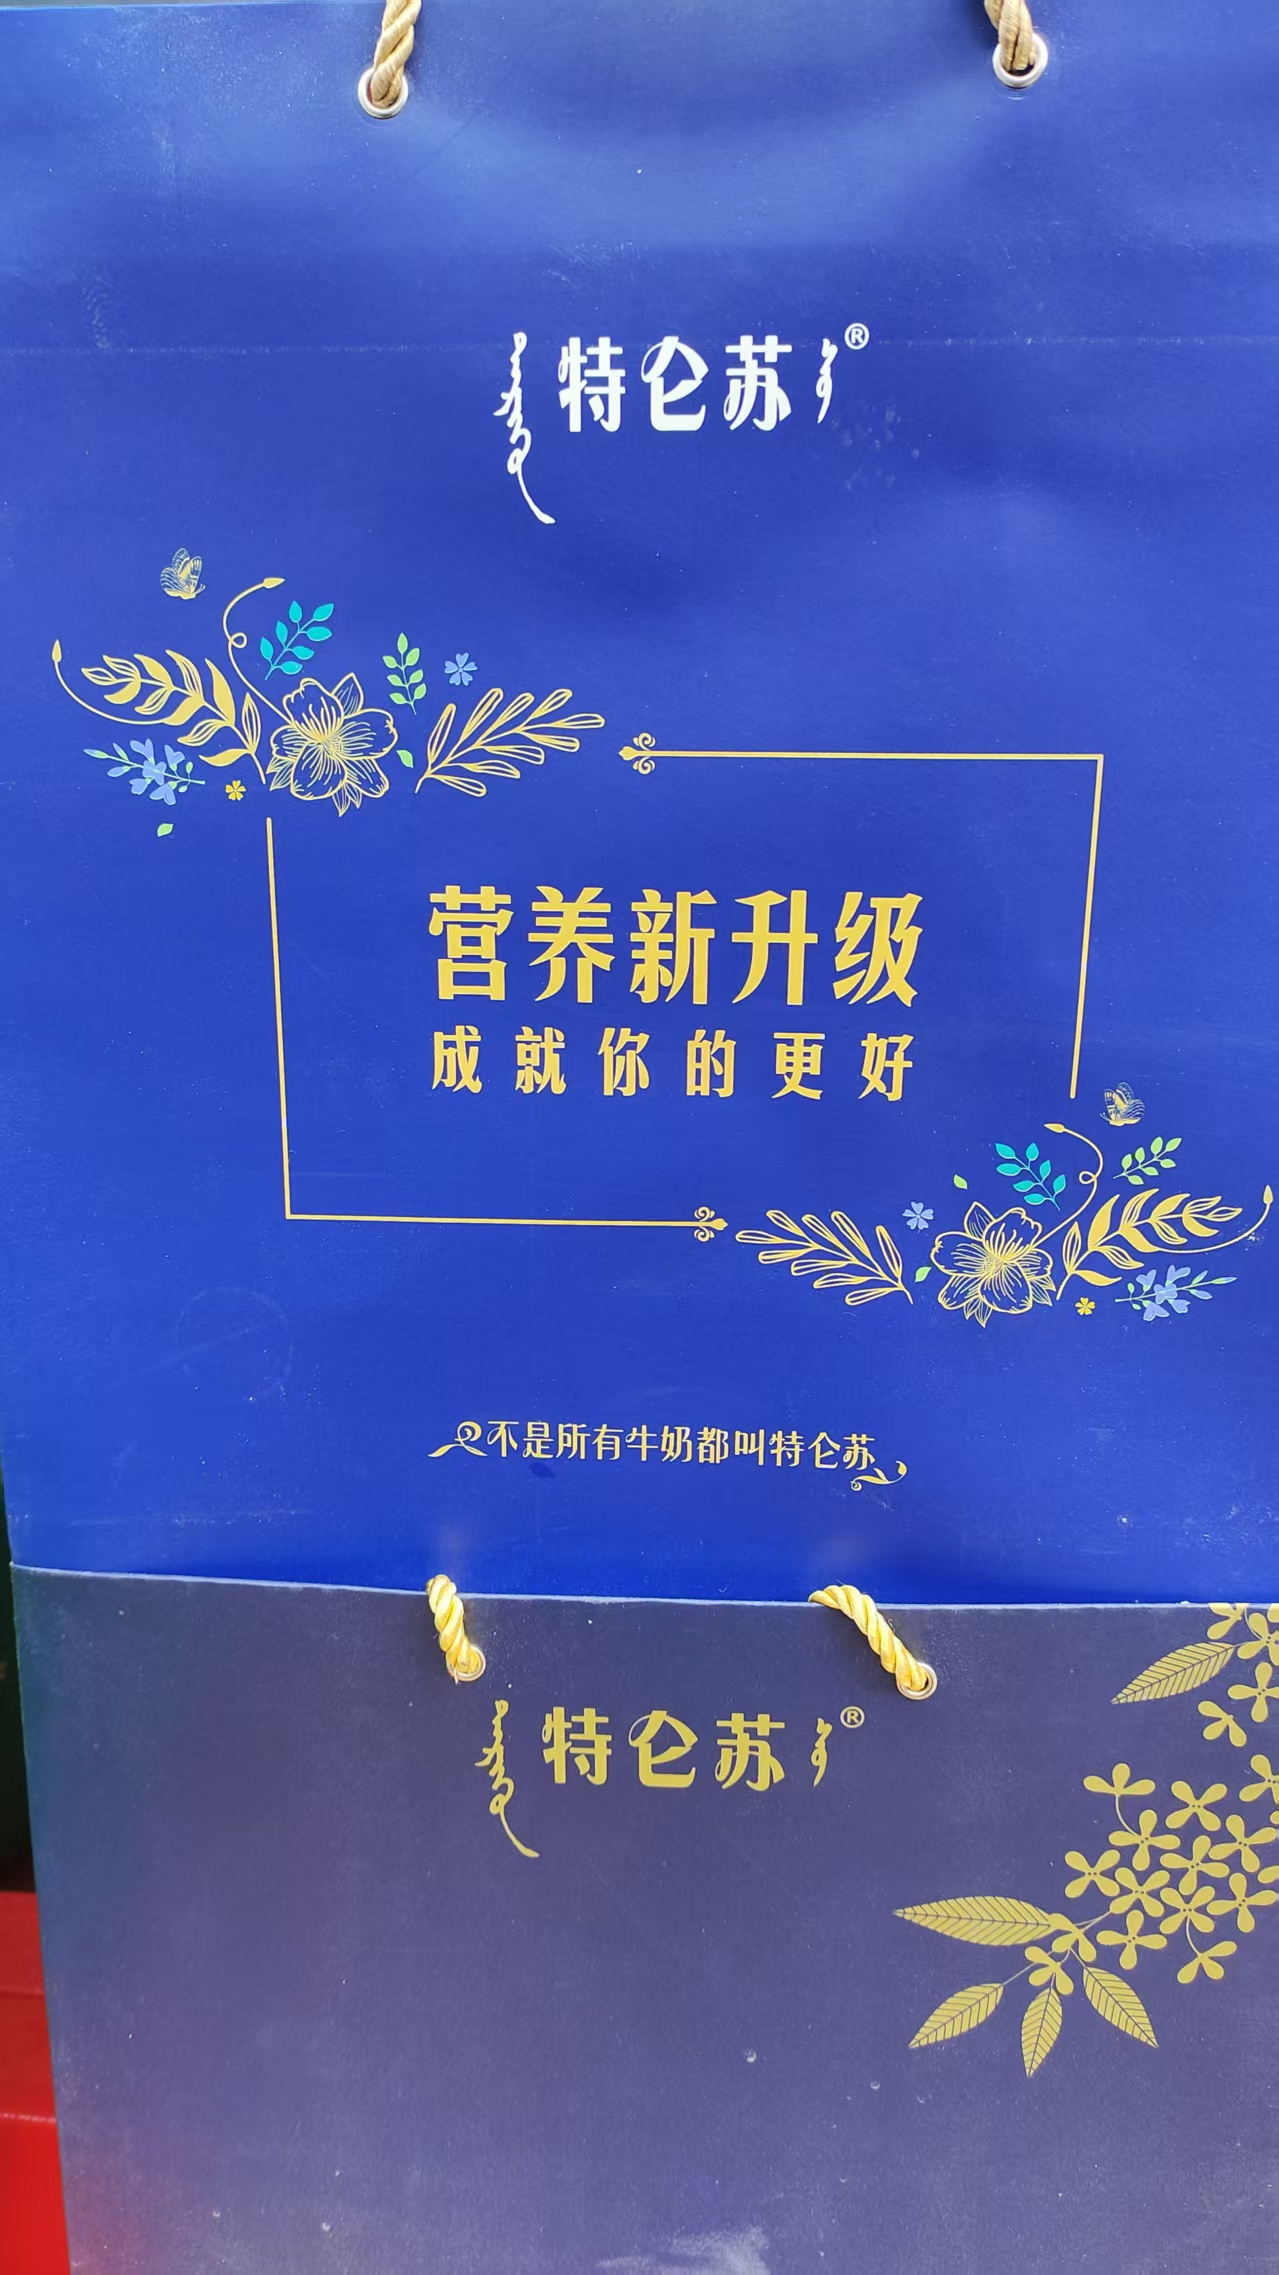 特仑苏®
营养新升级
成就你的更好
不是所有牛奶都叫特仑苏
特仑苏®